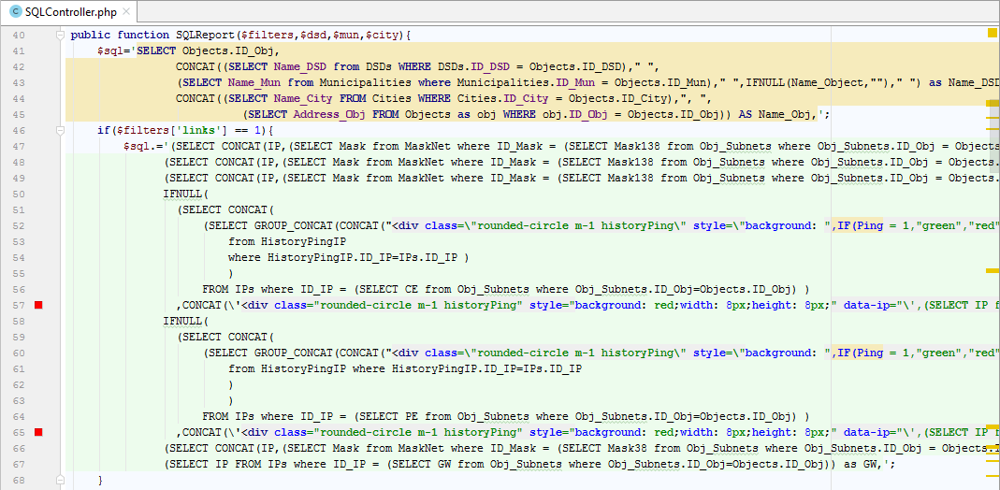 SQLController.php
40 public function SQLReport($filters,$dsd,$mun,$city){
41 $sql='SELECT Objects.ID_Obj,
42 CONCAT((SELECT Name_DSD from DSDs WHERE DSDs.ID_DSD = Objects.ID_DSD)," ",
43 (SELECT Name_Mun from Municipalities where Municipalities.ID_Mun = Objects.ID_Mun)," ",IFNULL(Name_Object,"")," ") as Name_DSD
44 CONCAT((SELECT Name_City FROM Cities WHERE Cities.ID_City = Objects.ID_City),", ",
45 (SELECT Address_Obj FROM Objects as obj WHERE obj.ID_Obj = Objects.ID_Obj)) AS Name_Obj,';
46 if($filters['links'] == 1){
47 $sql.='(SELECT CONCAT(IP,(SELECT Mask from MaskNet where ID_Mask = (SELECT Mask138 from Obj_Subnets where Obj_Subnets.ID_Obj = Objects
48 (SELECT CONCAT(IP,(SELECT Mask from MaskNet where ID_Mask = (SELECT Mask138 from Obj_Subnets where Obj_Subnets.ID_Obj = Objects.
49 (SELECT CONCAT(IP,(SELECT Mask from MaskNet where ID_Mask = (SELECT Mask138 from Obj_Subnets where Obj_Subnets.ID_Obj = Objects.
50 IFNULL(
51 (SELECT CONCAT(
52 (SELECT GROUP_CONCAT(CONCAT("<div class=\"rounded-circle m-1 historyPing\" style=\"background: ",IF(Ping = 1,"green","red"
53 from HistoryPingIP
54 where HistoryPingIP.ID_IP=IPs.ID_IP )
55 )
56 FROM IPs where ID_IP = (SELECT CE from Obj_Subnets where Obj_Subnets.ID_Obj=Objects.ID_Obj) )
57 ,CONCAT(\'<div class="rounded-circle m-1 historyPing" style="background: red;width: 8px;height: 8px;" data-ip="\',(SELECT IP f
58 IFNULL(
59 (SELECT CONCAT(
60 (SELECT GROUP_CONCAT(CONCAT("<div class=\"rounded-circle m-1 historyPing\" style=\"background: ",IF(Ping = 1,"green","red"
61 from HistoryPingIP where HistoryPingIP.ID_IP=IPs.ID_IP
62 )
63 )
64 FROM IPs where ID_IP = (SELECT PE from Obj_Subnets where Obj_Subnets.ID_Obj=Objects.ID_Obj) )
65 ,CONCAT(\'<div class="rounded-circle m-1 historyPing" style="background: red;width: 8px;height: 8px;" data-ip="\',(SELECT IP f
66 (SELECT CONCAT(IP,(SELECT Mask from MaskNet where ID_Mask = (SELECT Mask38 from Obj_Subnets where Obj_Subnets.ID_Obj = Objects.I
67 (SELECT IP FROM IPs where ID_IP = (SELECT GW from Obj_Subnets where Obj_Subnets.ID_Obj=Objects.ID_Obj)) as GW,';
68 }